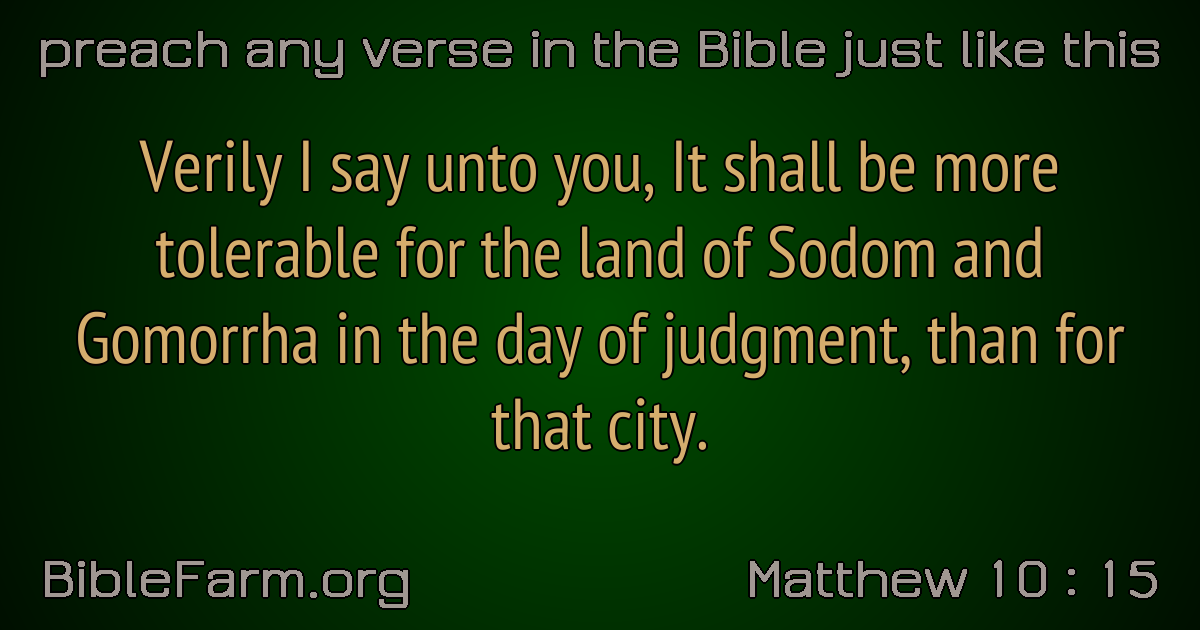 preach any verse in the Bible just like this
Verily I say unto you, It shall be more
tolerable for the land of Sodom and
Gomorrha in the day of judgment, than for
that city.
BibleFarm.org
Matthew 10 : 15